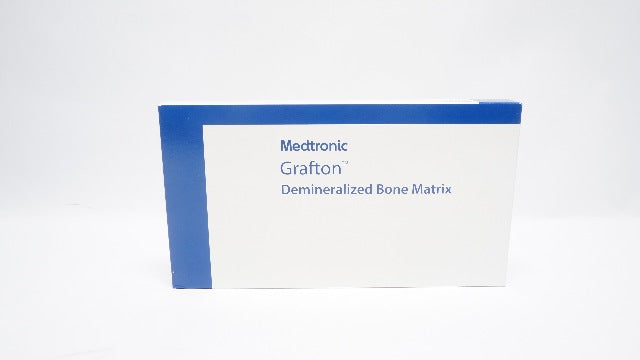 Medtronic
Grafton™
Demineralized Bone Matrix